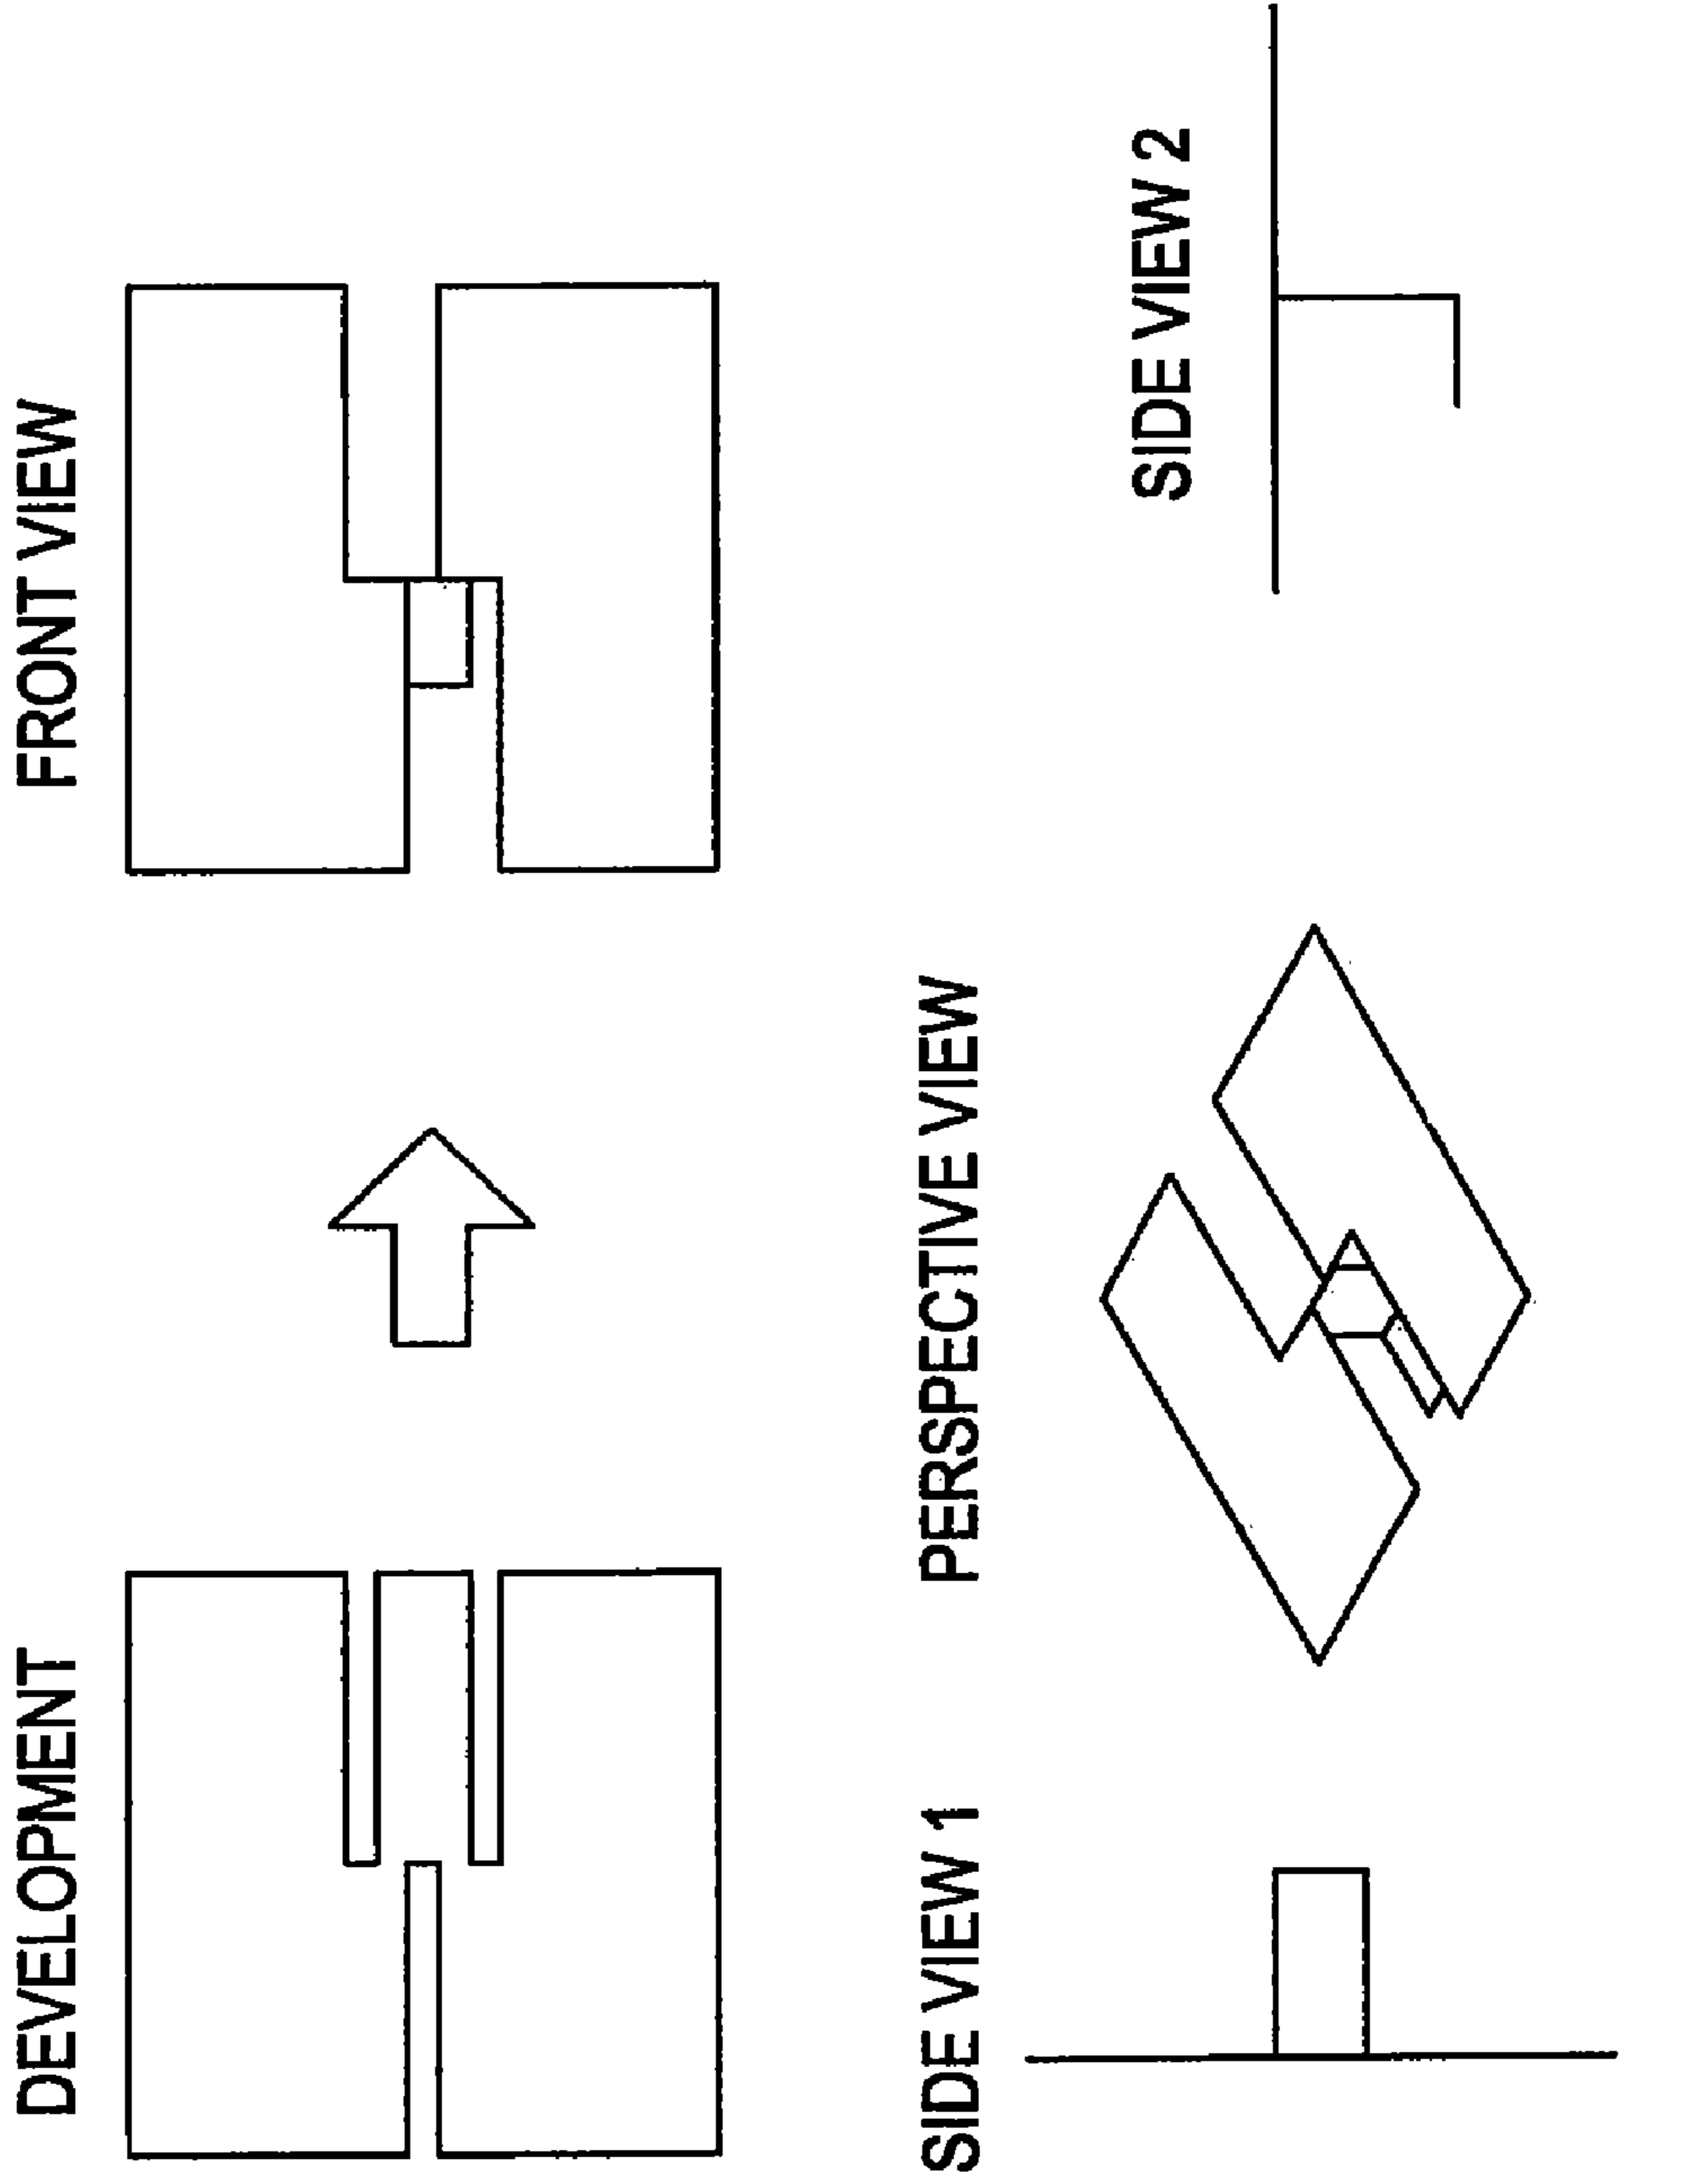 DEVELOPMENT
FRONT VIEW
SIDE VIEW 1
PERSPECTIVE VIEW
SIDE VIEW 2